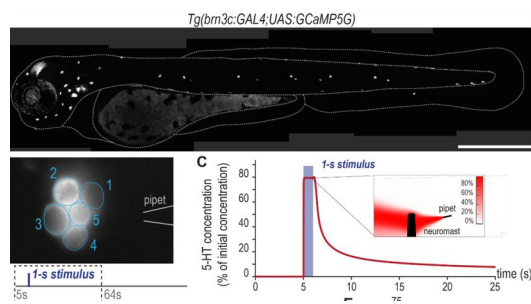 Tg(brn3c:GAL4;UAS:GCaMP5G)
2
1
3
5
4
pipet
1-s stimulus
5s
64s
C
1-s stimulus
5-HT concentration
(% of initial concentration)
80
60
40
20
0
0
5
10
15
20
25
time (s)
80%
60%
40%
20%
0%
pipet
neuromast
75